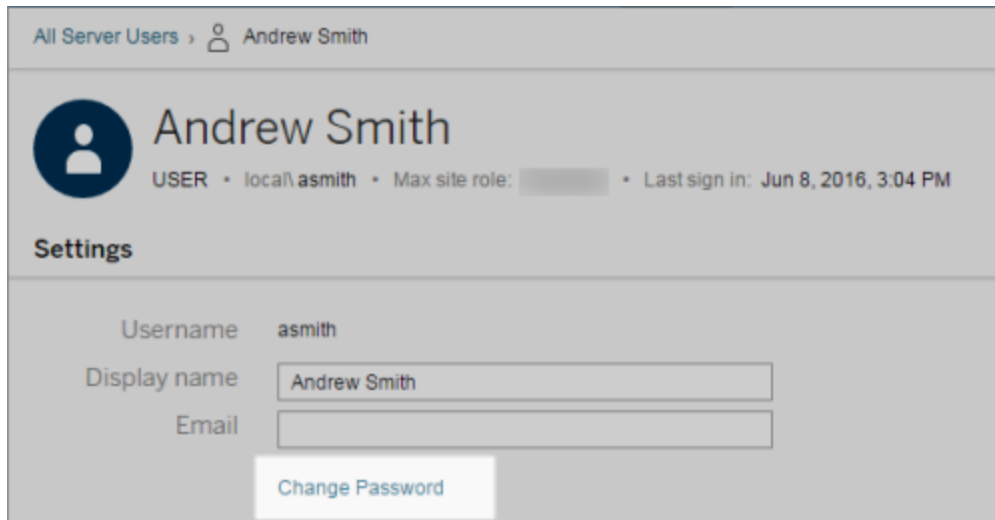 All Server Users › Andrew Smith
Andrew Smith
USER • local\ asmith • Max site role: • Last sign in: Jun 8, 2016, 3:04 PM
Settings
Username asmith
Display name Andrew Smith
Email
Change Password